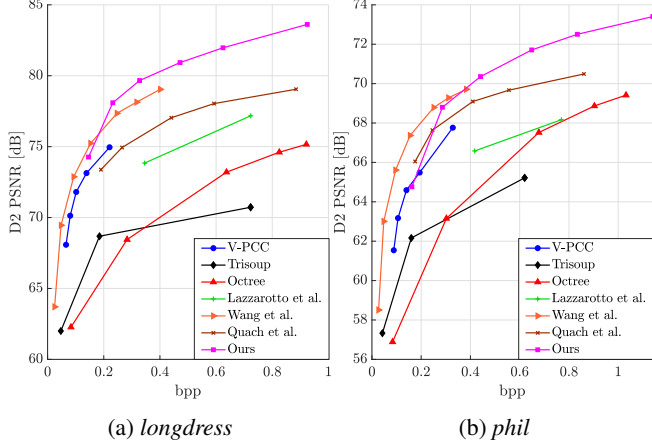 85
80
75
70
65
60
D2 PSNR [dB]
0
0.2
0.4
0.6
0.8
1
bpp
V-PCC
Trisoup
Octree
Lazzarotto et al.
Wang et al.
Quach et al.
Ours
(a) longdress
74
72
70
68
66
64
62
60
58
56
D2 PSNR [dB]
0
0.2
0.4
0.6
0.8
1
bpp
V-PCC
Trisoup
Octree
Lazzarotto et al.
Wang et al.
Quach et al.
Ours
(b) phil